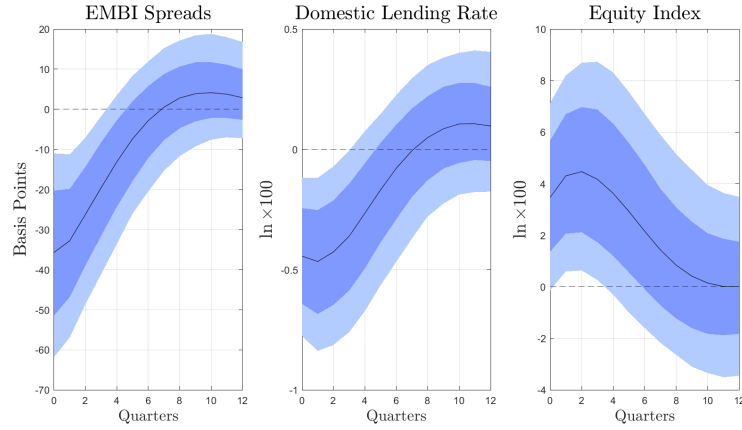 EMBI Spreads
Domestic Lending Rate
Equity Index
20
10
0
-10
-20
-30
-40
-50
-60
-70
Basis Points
0 2 4 6 8 10 12
Quarters
0.5
0
-0.5
-1
ln ×100
0 2 4 6 8 10 12
Quarters
10
8
6
4
2
0
-2
-4
ln ×100
0 2 4 6 8 10 12
Quarters